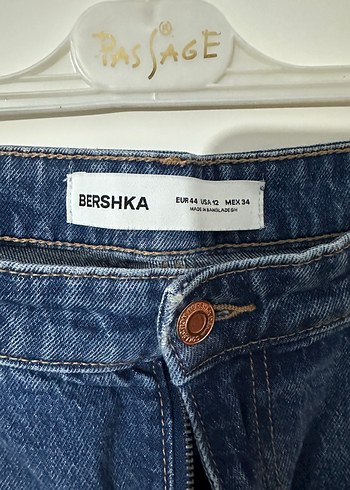 PASSAGE
BERSHKA
EUR 44 USA 12 MEX 34
MADE IN BANGLADESH